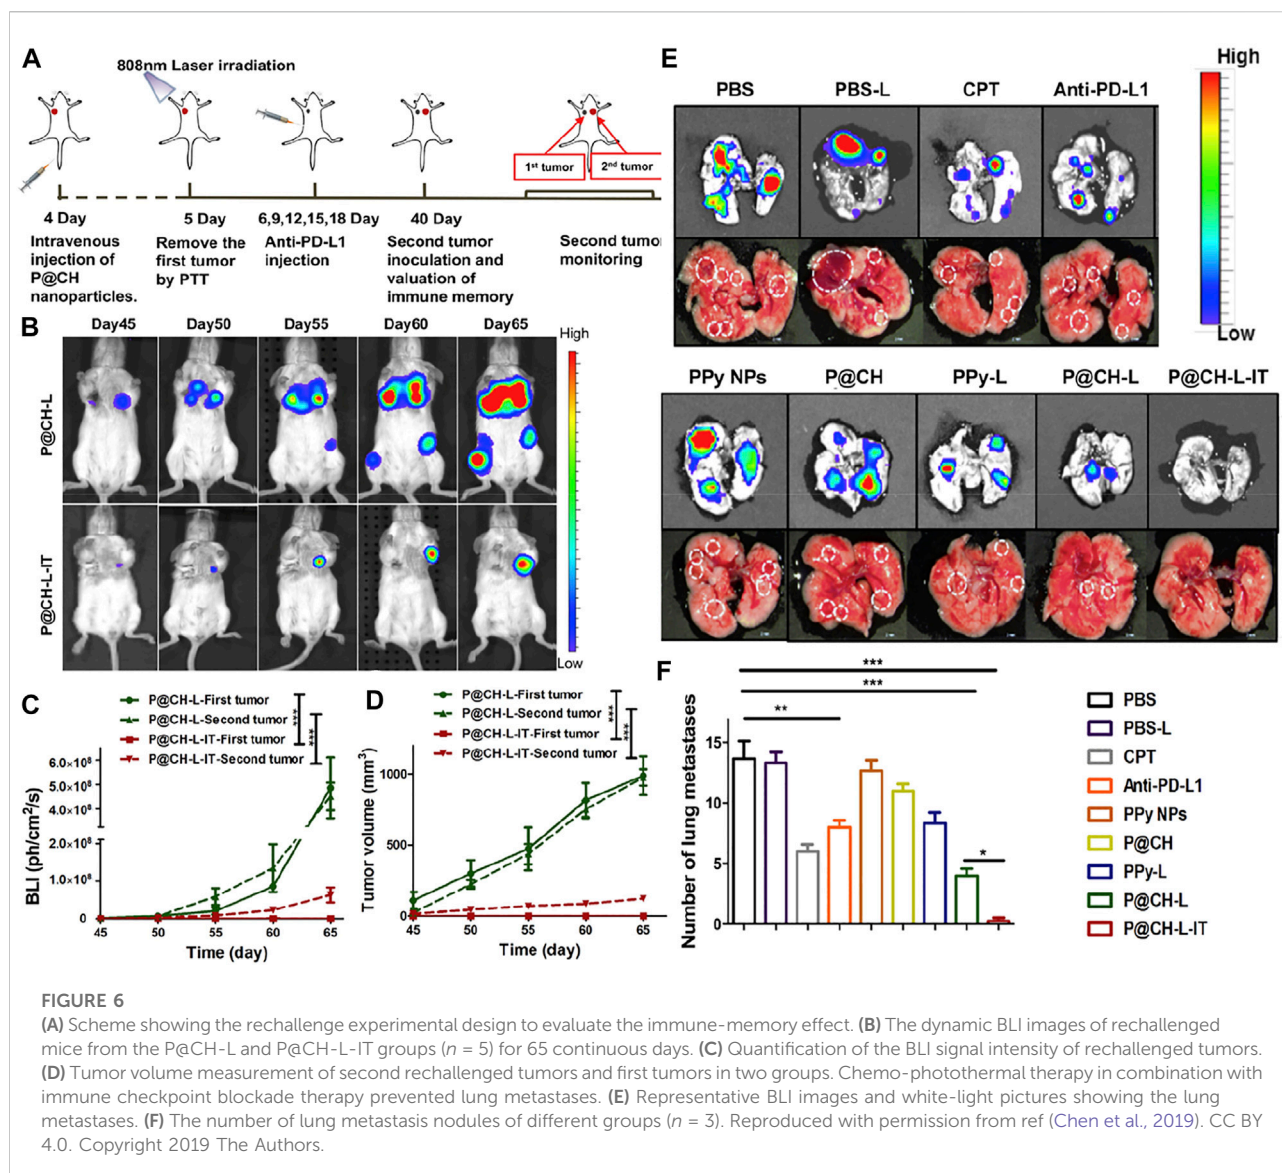 A
808nm Laser irradiation
1st tumor
2nd tumor
4 Day
Intravenous
injection of
P@CH
nanoparticles.
5 Day
Remove the
first tumor
by PTT
6,9,12,15,18 Day
Anti-PD-L1
injection
40 Day
Second tumor
inoculation and
valuation of
immune memory
Second tumor
monitoring
B
Day45 Day50 Day55 Day60 Day65
P@CH-L
P@CH-L-IT
High
Low
C
P@CH-L-First tumor
P@CH-L-Second tumor
P@CH-L-IT-First tumor
P@CH-L-IT-Second tumor
***
***
BLI (ph/cm²/s)
6.0×10⁸
4.0×10⁸
2.0×10⁸
1.0×10⁸
0
45 50 55 60 65
Time (day)
D
P@CH-L-First tumor
P@CH-L-Second tumor
P@CH-L-IT-First tumor
P@CH-L-IT-Second tumor
***
***
Tumor volume (mm³)
1000
500
0
45 50 55 60 65
Time (day)
E
PBS PBS-L CPT Anti-PD-L1
High
Low
PPy NPs P@CH PPy-L P@CH-L P@CH-L-IT
F
***
***
**
*
Number of lung metastases
15
10
5
0
PBS
PBS-L
CPT
Anti-PD-L1
PPy NPs
P@CH
PPy-L
P@CH-L
P@CH-L-IT
FIGURE 6
(A) Scheme showing the rechallenge experimental design to evaluate the immune-memory effect. (B) The dynamic BLI images of rechallenged
mice from the P@CH-L and P@CH-L-IT groups (n = 5) for 65 continuous days. (C) Quantification of the BLI signal intensity of rechallenged tumors.
(D) Tumor volume measurement of second rechallenged tumors and first tumors in two groups. Chemo-photothermal therapy in combination with
immune checkpoint blockade therapy prevented lung metastases. (E) Representative BLI images and white-light pictures showing the lung
metastases. (F) The number of lung metastasis nodules of different groups (n = 3). Reproduced with permission from ref (Chen et al., 2019). CC BY
4.0. Copyright 2019 The Authors.